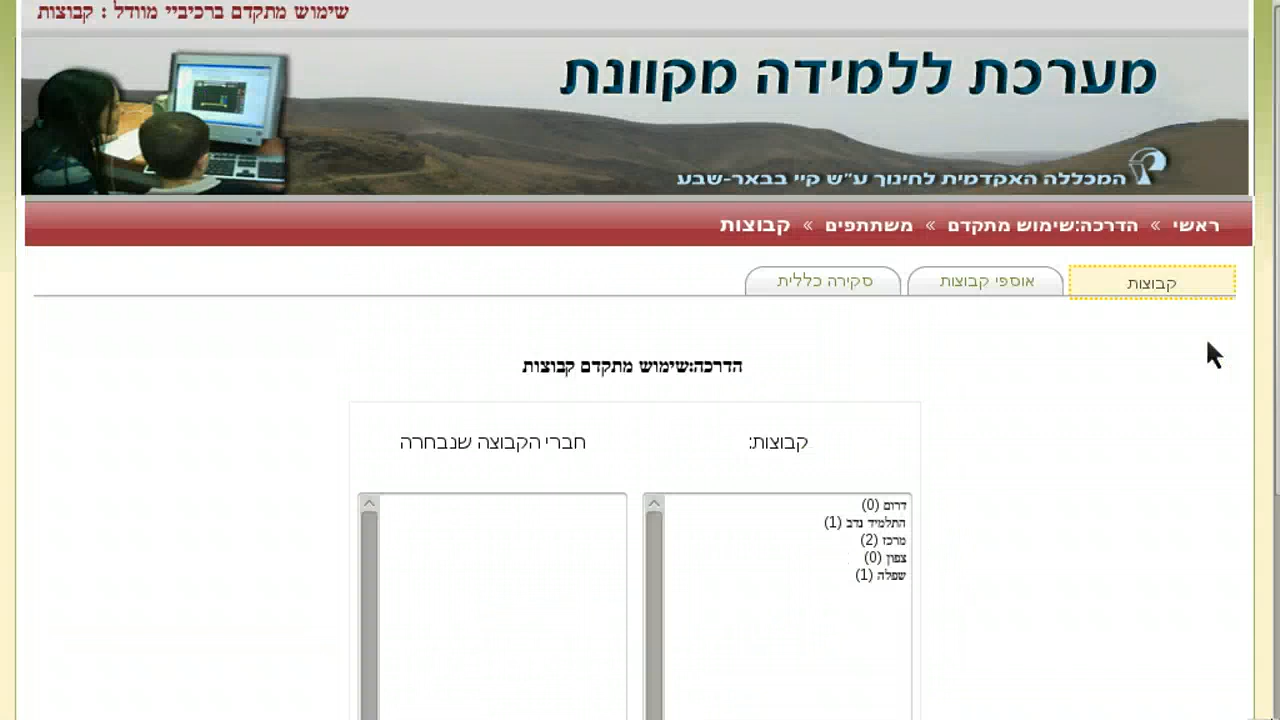 שימוש מתקדם ברכיביי מוודל : קבוצות
מערכת ללמידה מקוונת
המכללה האקדמית לחינוך ע"ש קיי בבאר-שבע
ראשי » הדרכה:שימוש מתקדם » משתתפים » קבוצות
קבוצות אוספי קבוצות סקירה כללית
הדרכה:שימוש מתקדם קבוצות
קבוצות: חברי הקבוצה שנבחרה
דרום (0)
התלמיד נדב (1)
מרכז (2)
צפון (0)
שפלה (1)